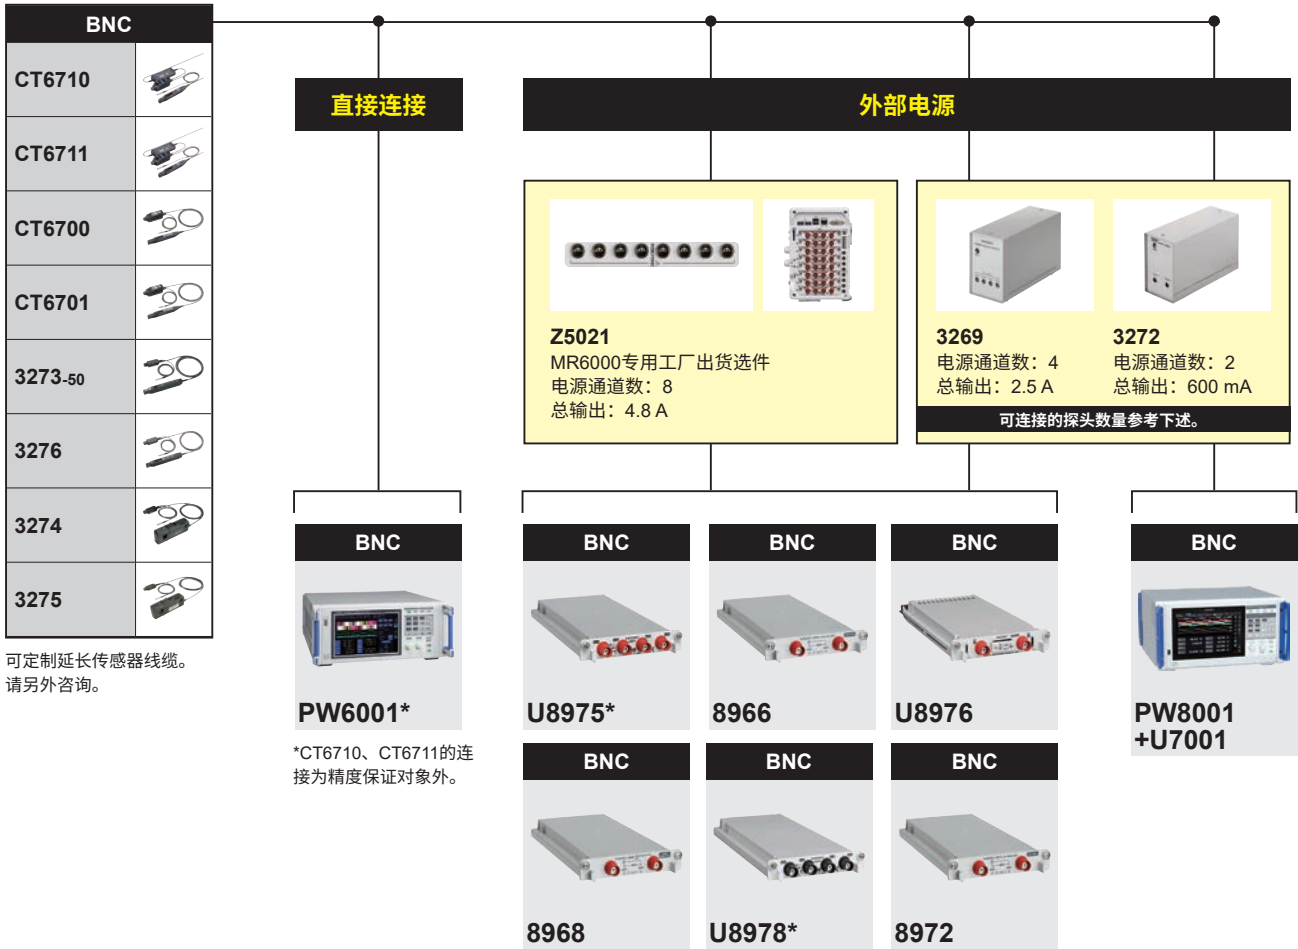 BNC
CT6710
CT6711
CT6700
CT6701
3273-50
3276
3274
3275
可定制延长传感器线缆。
请另外咨询。
直接连接
外部电源
Z5021
MR6000专用工厂出货选件
电源通道数：8
总输出：4.8 A
3269
电源通道数：4
总输出：2.5 A
3272
电源通道数：2
总输出：600 mA
可连接的探头数量参考下述。
BNC
PW6001*
*CT6710、CT6711的连
接为精度保证对象外。
BNC
U8975*
BNC
8966
BNC
U8976
BNC
PW8001
+U7001
BNC
8968
BNC
U8978*
BNC
8972